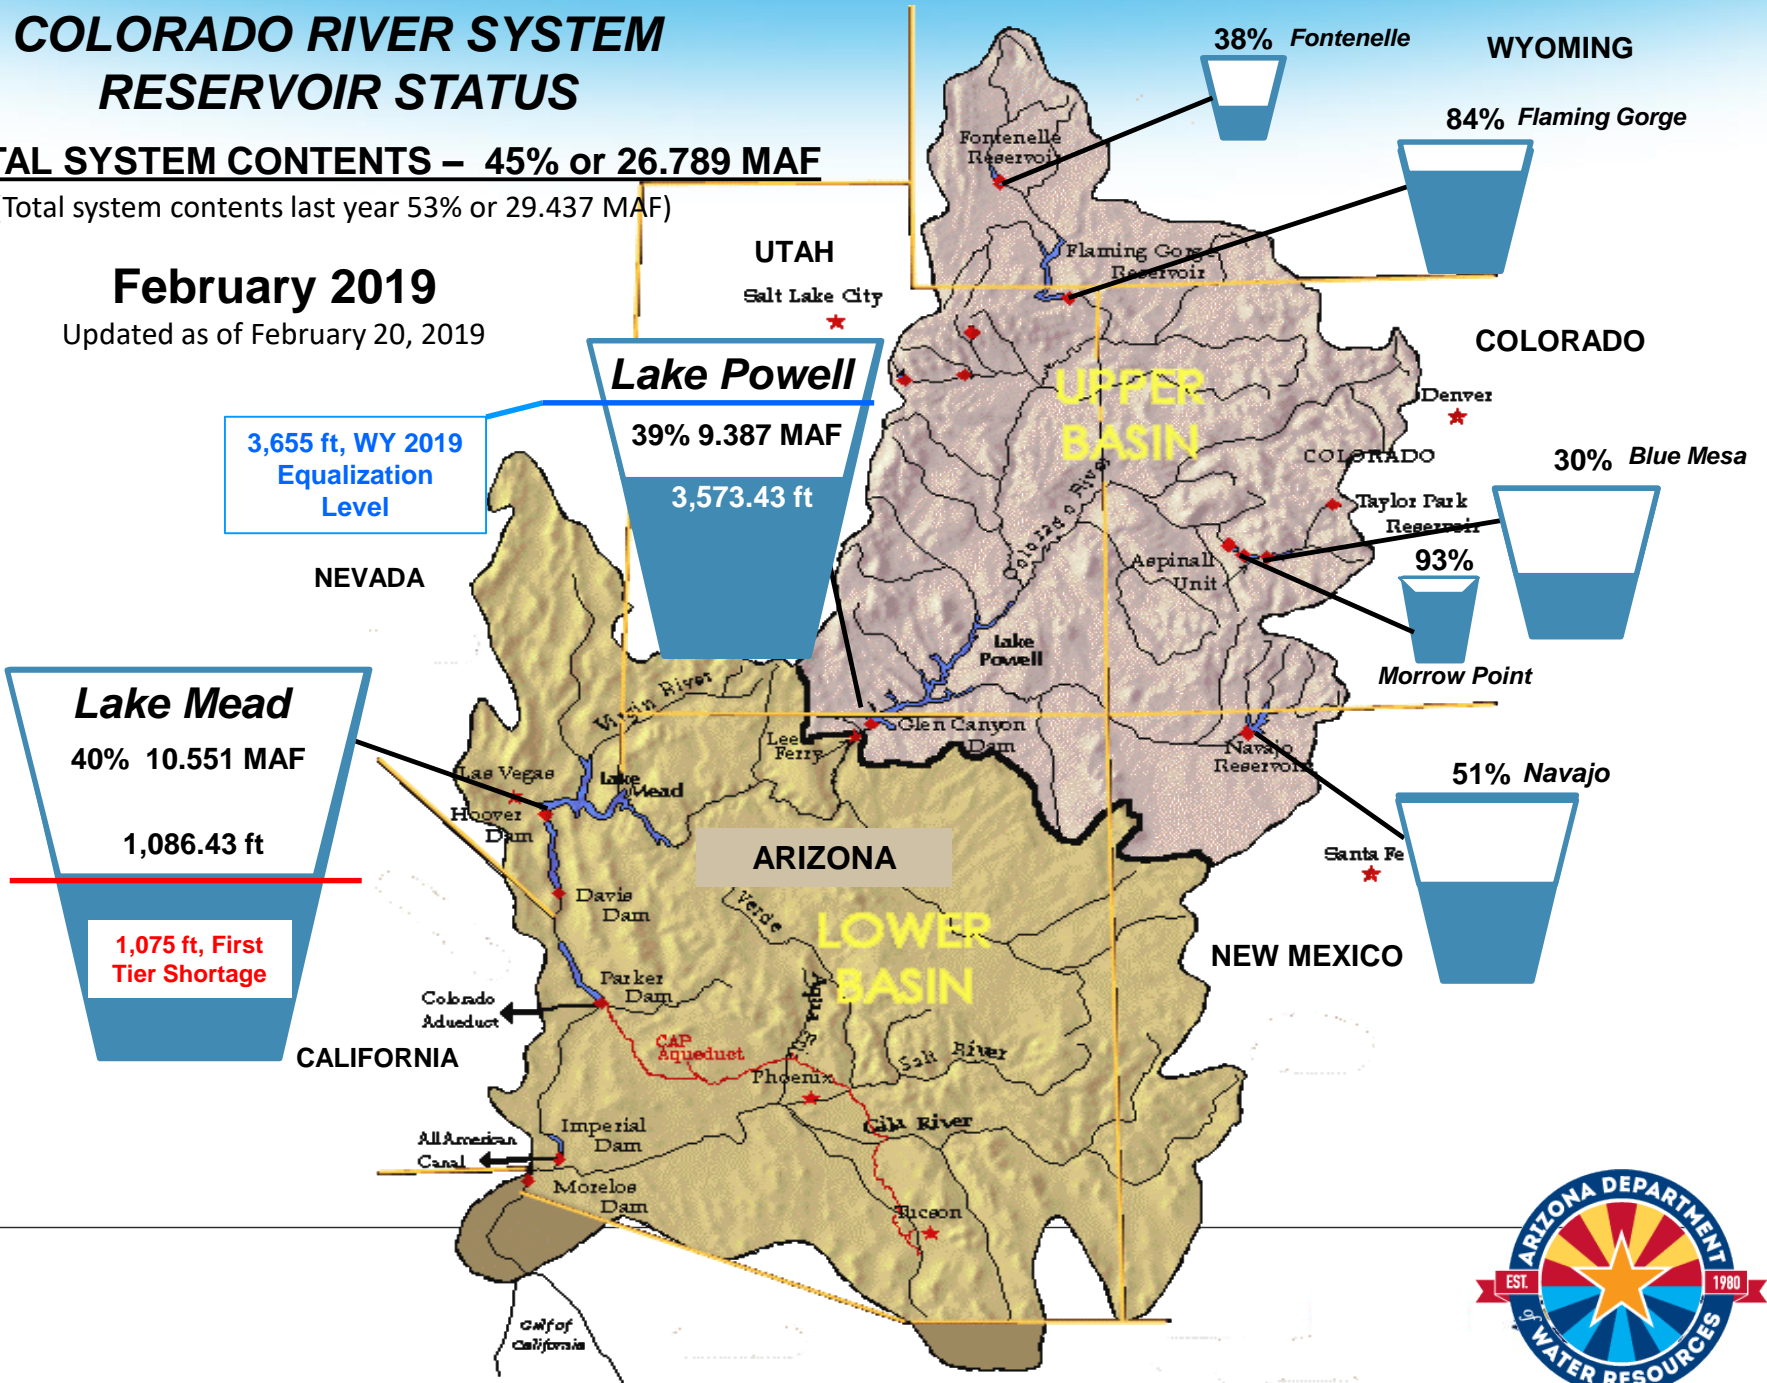 COLORADO RIVER SYSTEM
RESERVOIR STATUS
TAL SYSTEM CONTENTS – 45% or 26.789 MAF
Total system contents last year 53% or 29.437 MAF)
February 2019
Updated as of February 20, 2019
38% Fontenelle
WYOMING
84% Flaming Gorge
Fontenelle
Reservoir
Flaming Gorge
Reservoir
UTAH
Salt Lake City
COLORADO
Denver
UPPER
BASIN
COLORADO
Lake Powell
39% 9.387 MAF
3,573.43 ft
3,655 ft, WY 2019
Equalization
Level
30% Blue Mesa
Taylor Park
Reservoir
93%
Morrow Point
Aspinall
Unit
Colorado River
NEVADA
Lake
Powell
Virgin River
Glen Canyon
Dam
Lee
Ferry
Navajo
Reservoir
51% Navajo
Santa Fe
Lake Mead
40% 10.551 MAF
1,086.43 ft
1,075 ft, First
Tier Shortage
Las Vegas
Lake
Mead
Hoover
Dam
ARIZONA
Davis
Dam
Verde
LOWER
BASIN
NEW MEXICO
Parker
Dam
Colorado
Aqueduct
CALIFORNIA
CAP
Aqueduct
Agua Fria
Salt River
Phoenix
Gila River
Imperial
Dam
All American
Canal
Morelos
Dam
Tucson
Gulf of
California
ARIZONA DEPARTMENT
EST. 1980
of WATER RESOURCES